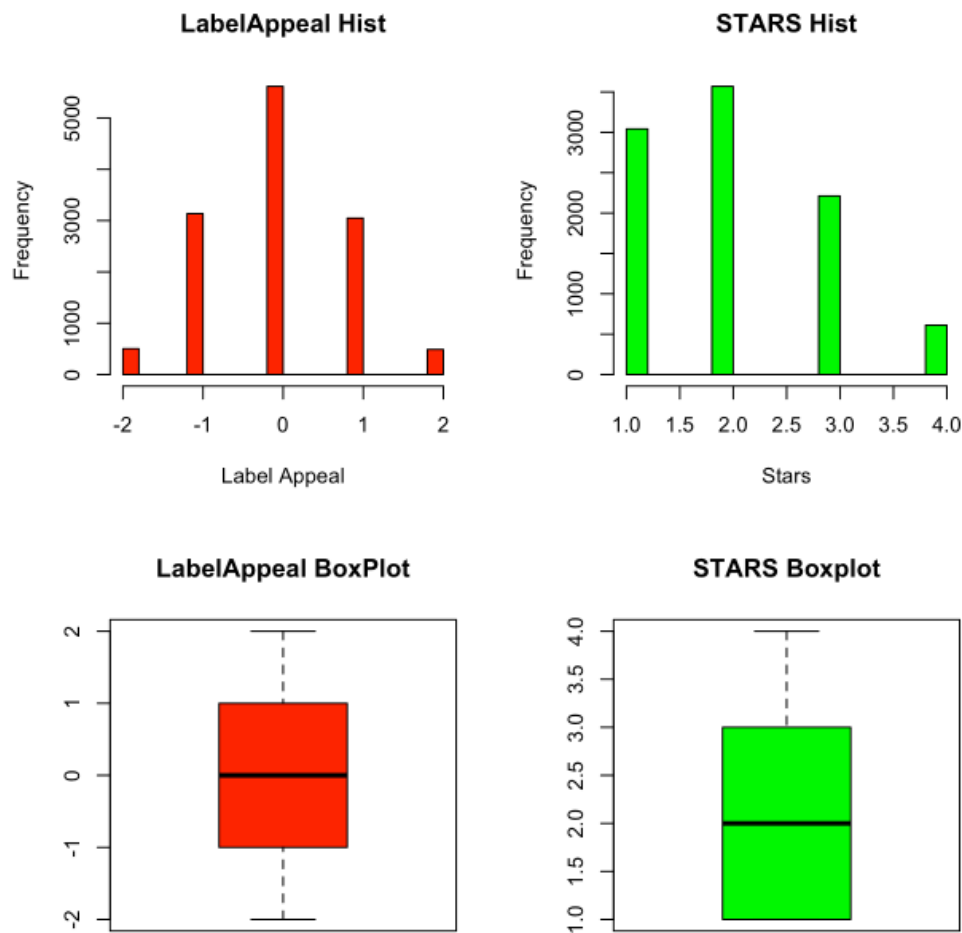 LabelAppeal Hist
Frequency
0
1000
3000
5000
-2 -1 0 1 2
Label Appeal
STARS Hist
Frequency
0
1000
2000
3000
1.0 1.5 2.0 2.5 3.0 3.5 4.0
Stars
LabelAppeal BoxPlot
2
1
0
-1
-2
STARS Boxplot
4.0
3.5
3.0
2.5
2.0
1.5
1.0